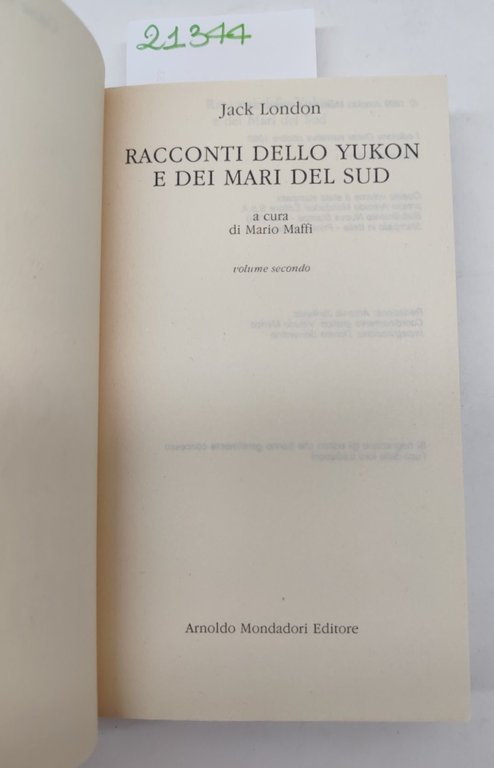 21344
Jack London
RACCONTI DELLO YUKON
E DEI MARI DEL SUD
a cura
di Mario Maffi
volume secondo
Arnoldo Mondadori Editore